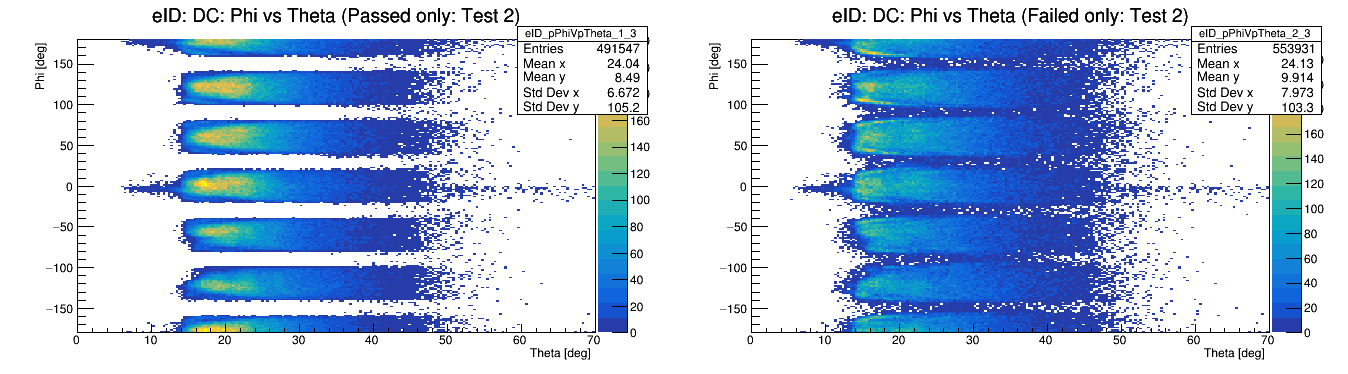 eID: DC: Phi vs Theta (Passed only: Test 2)
eID_pPhiVpTheta_1_3
Entries 491547
Mean x 24.04
Mean y 8.49
Std Dev x 6.672
Std Dev y 105.2
Phi [deg]
150
100
50
0
−50
−100
−150
0 10 20 30 40 50 60 70
Theta [deg]
160
140
120
100
80
60
40
20
0
eID: DC: Phi vs Theta (Failed only: Test 2)
eID_pPhiVpTheta_2_3
Entries 553931
Mean x 24.13
Mean y 9.914
Std Dev x 7.973
Std Dev y 103.3
Phi [deg]
150
100
50
0
−50
−100
−150
0 10 20 30 40 50 60 70
Theta [deg]
160
140
120
100
80
60
40
20
0